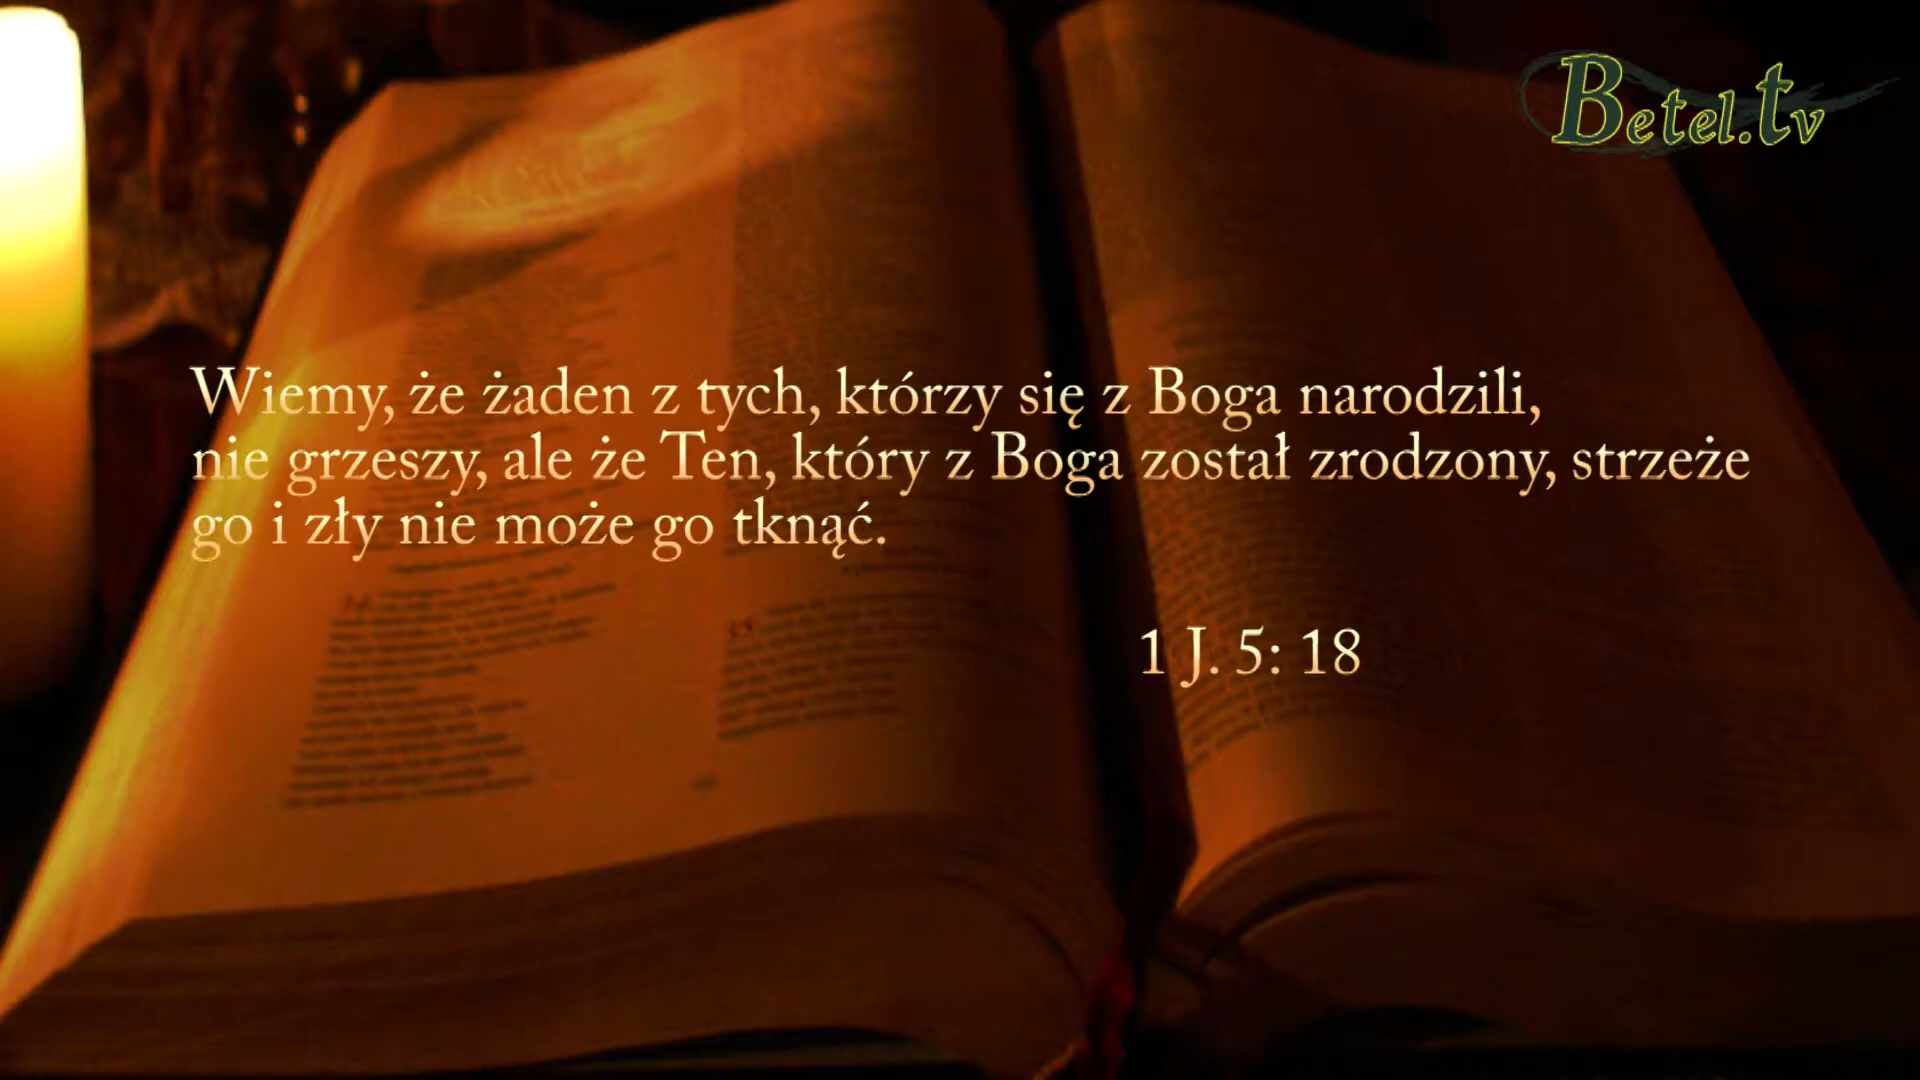 Betel.tv
Wiemy, że żaden z tych, którzy się z Boga narodzili,
nie grzeszy, ale że Ten, który z Boga został zrodzony, strzeże
go i zły nie może go tknąć.
1 J. 5: 18